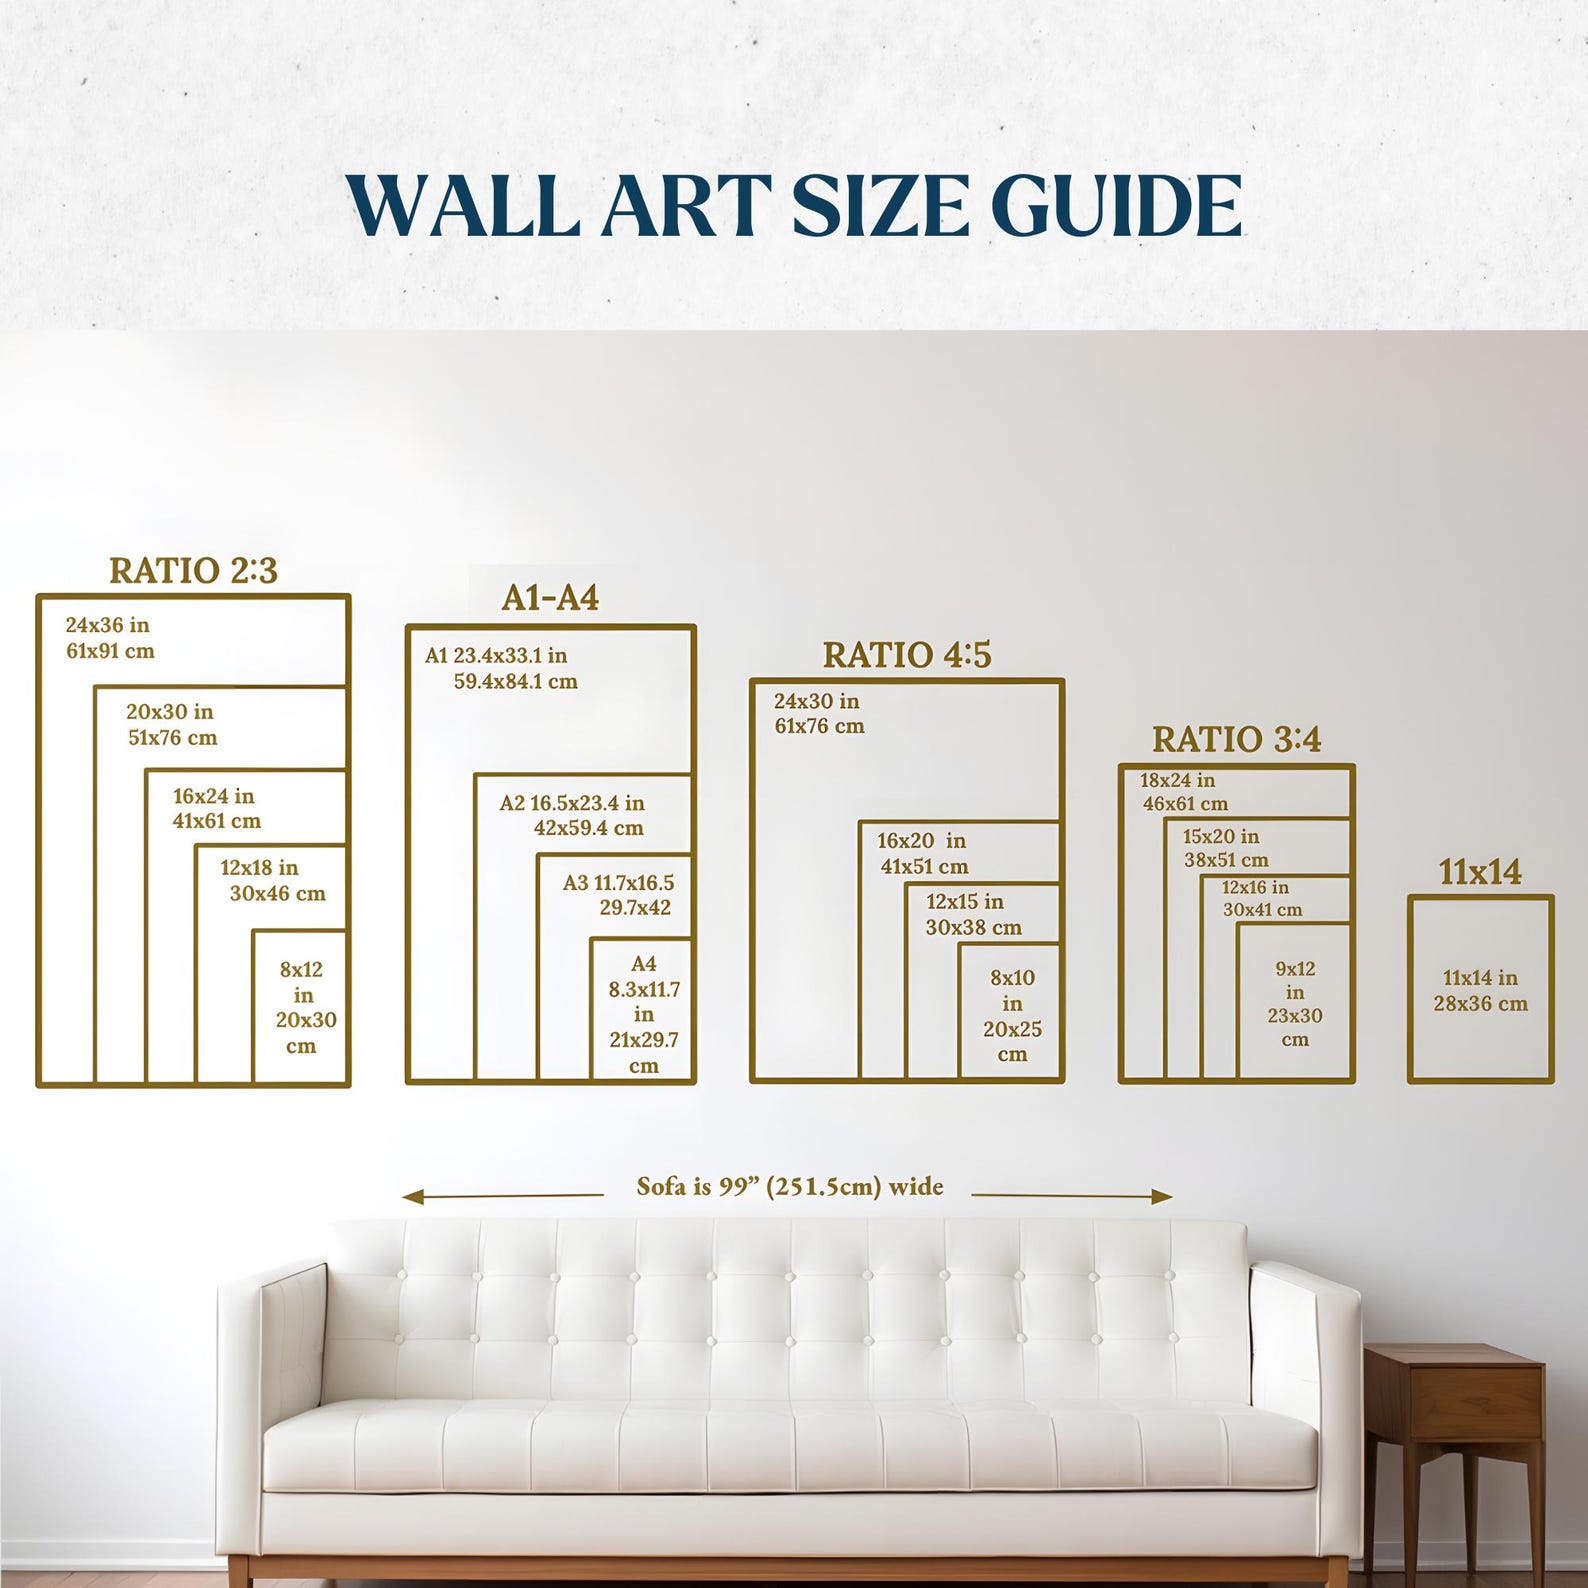 WALL ART SIZE GUIDE
RATIO 2:3
24x36 in
61x91 cm
20x30 in
51x76 cm
16x24 in
41x61 cm
12x18 in
30x46 cm
8x12
in
20x30
cm
A1-A4
A1 23.4x33.1 in
59.4x84.1 cm
A2 16.5x23.4 in
42x59.4 cm
A3 11.7x16.5
29.7x42
A4
8.3x11.7
in
21x29.7
cm
RATIO 4:5
24x30 in
61x76 cm
16x20 in
41x51 cm
12x15 in
30x38 cm
8x10
in
20x25
cm
RATIO 3:4
18x24 in
46x61 cm
15x20 in
38x51 cm
12x16 in
30x41 cm
9x12
in
23x30
cm
11x14
11x14 in
28x36 cm
Sofa is 99” (251.5cm) wide